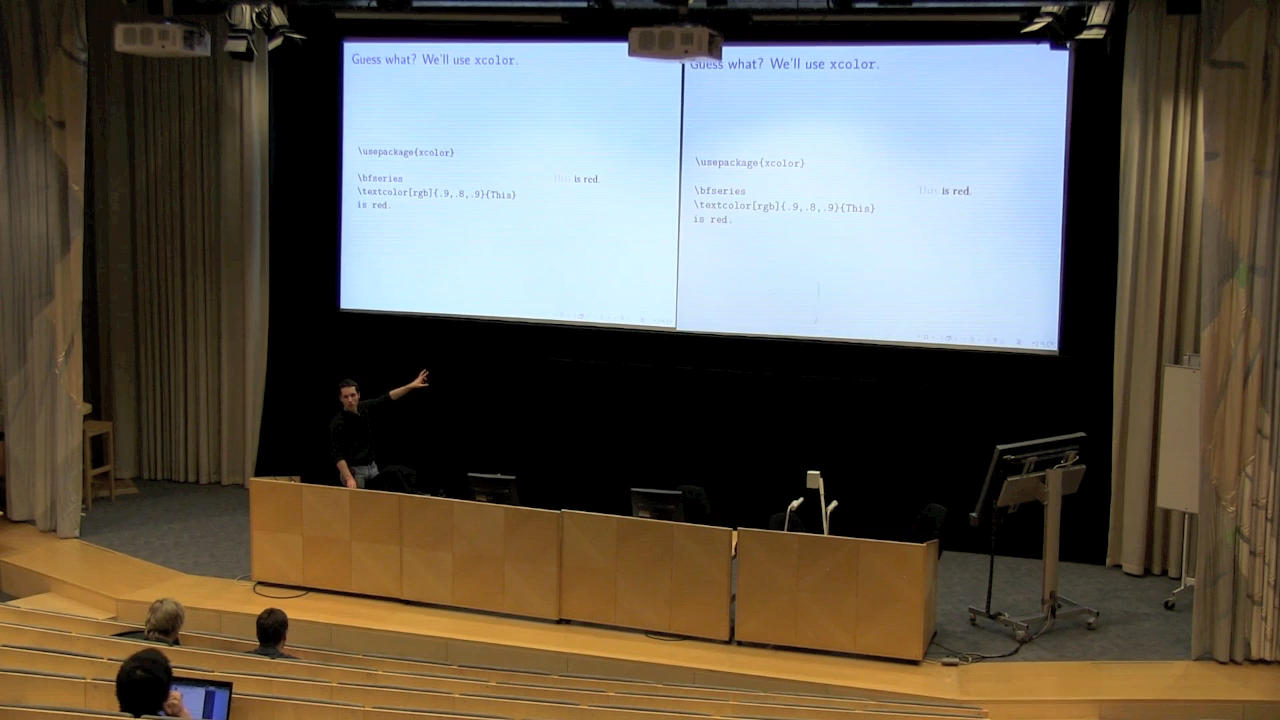 Guess what? We'll use xcolor.
\usepackage{xcolor}
\bfseries
\textcolor[rgb]{.9,.8,.9}{This}
is red.
This is red.
Guess what? We'll use xcolor.
\usepackage{xcolor}
\bfseries
\textcolor[rgb]{.9,.8,.9}{This}
is red.
This is red.